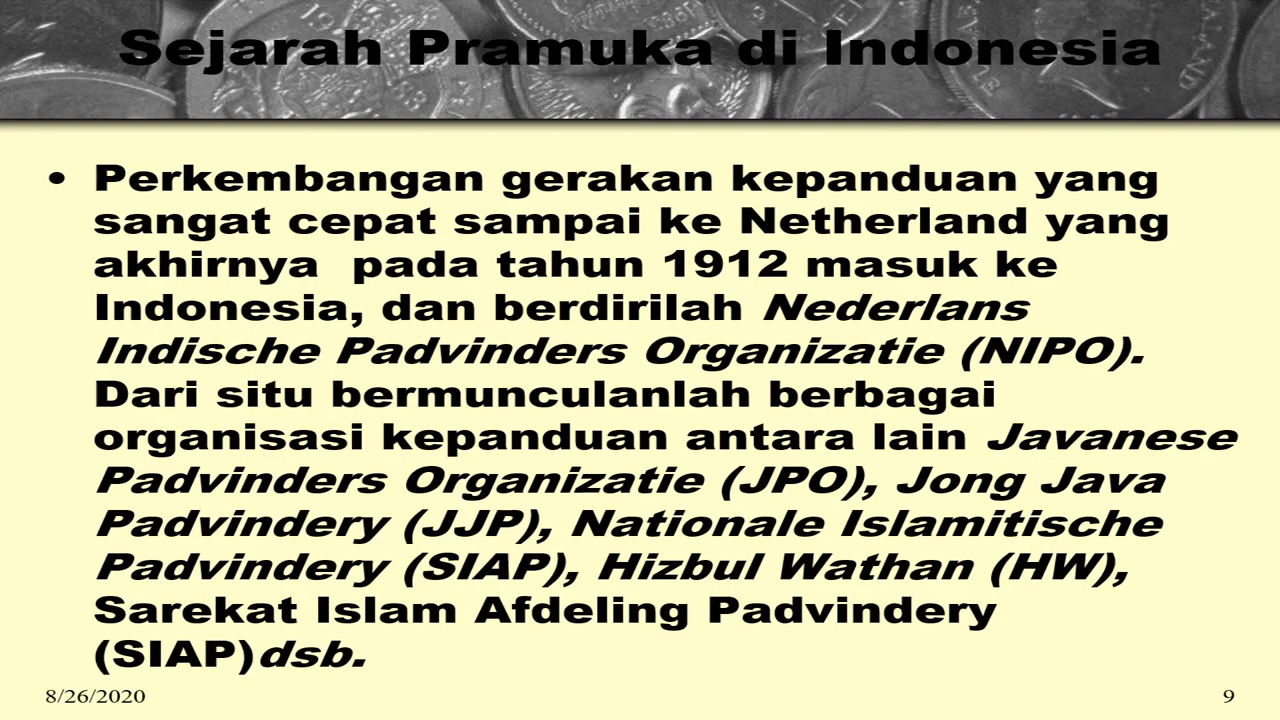 Sejarah Pramuka di Indonesia
• Perkembangan gerakan kepanduan yang
sangat cepat sampai ke Netherland yang
akhirnya  pada tahun 1912 masuk ke
Indonesia, dan berdirilah Nederlans
Indische Padvinders Organizatie (NIPO).
Dari situ bermunculanlah berbagai
organisasi kepanduan antara lain Javanese
Padvinders Organizatie (JPO), Jong Java
Padvindery (JJP), Nationale Islamitische
Padvindery (SIAP), Hizbul Wathan (HW),
Sarekat Islam Afdeling Padvindery
(SIAP)dsb.
8/26/2020
9